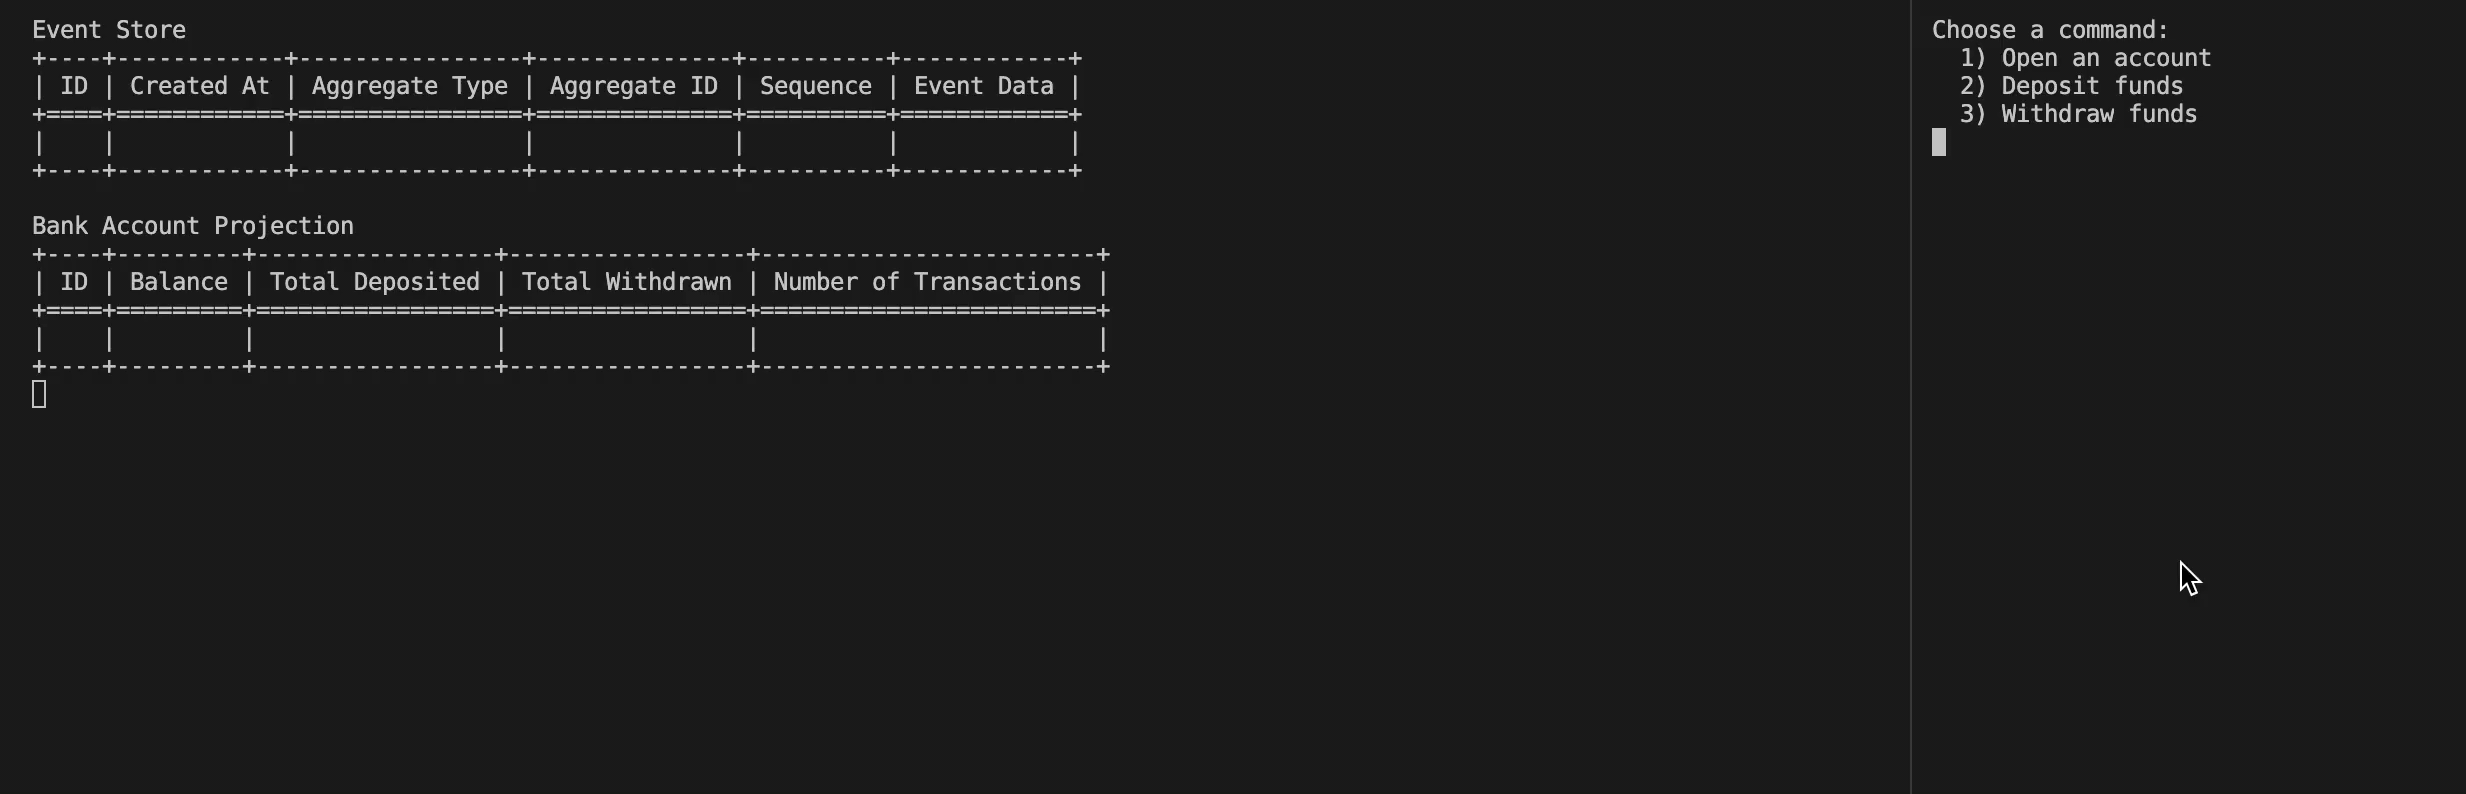 Event Store
+----+------------+----------------+--------------+----------+------------+
| ID | Created At | Aggregate Type | Aggregate ID | Sequence | Event Data |
+====+============+================+==============+==========+============+
|    |            |                |              |          |            |
+----+------------+----------------+--------------+----------+------------+
Bank Account Projection
+----+---------+-----------------+-----------------+------------------------+
| ID | Balance | Total Deposited | Total Withdrawn | Number of Transactions |
+====+=========+=================+=================+========================+
|    |         |                 |                 |                        |
+----+---------+-----------------+-----------------+------------------------+
Choose a command:
  1) Open an account
  2) Deposit funds
  3) Withdraw funds